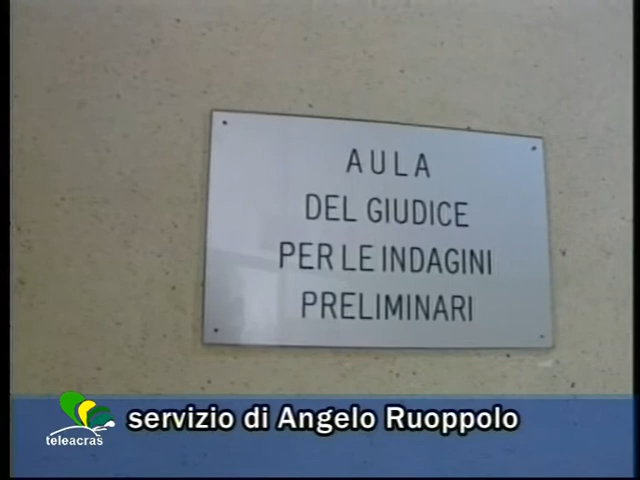 AULA
DEL GIUDICE
PER LE INDAGINI
PRELIMINARI
servizio di Angelo Ruoppolo
teleacras